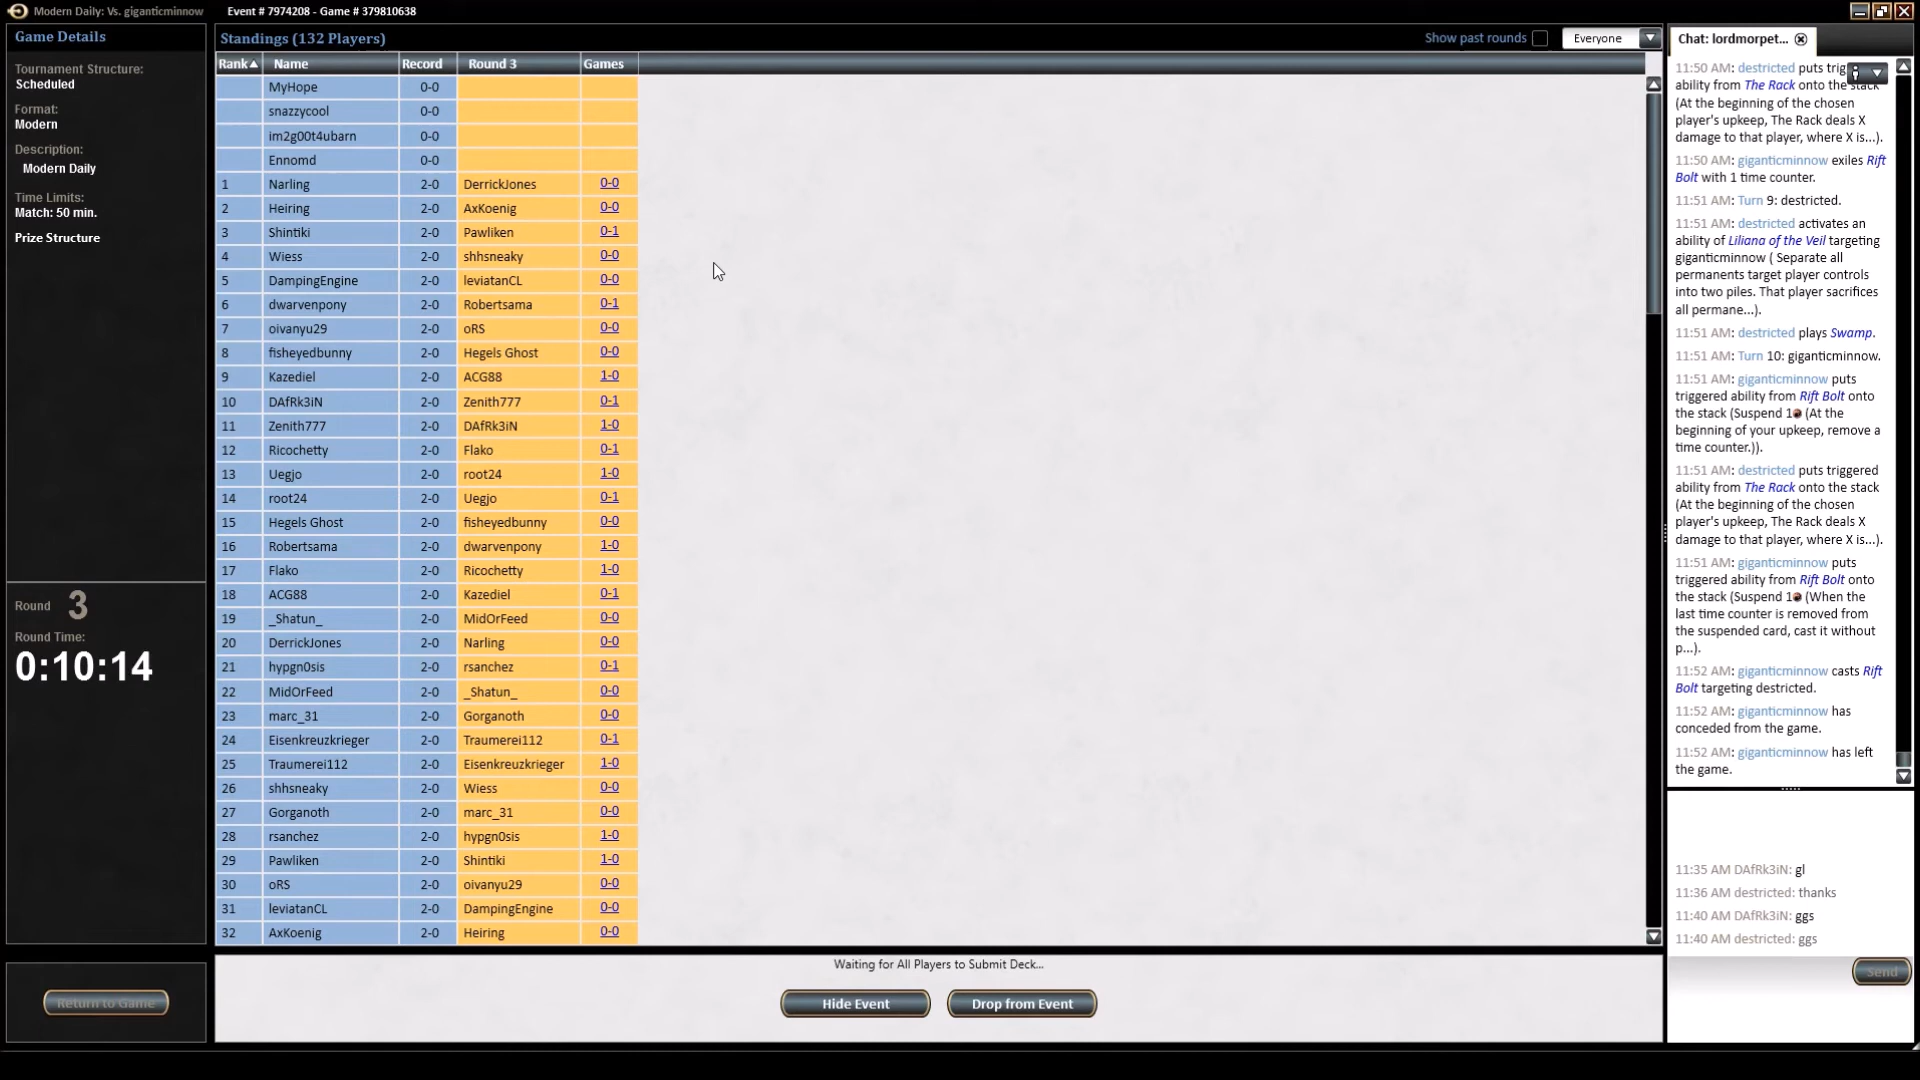 Modern Daily: Vs. giganticminnow
Event # 7974208 - Game # 379810638
Game Details
Tournament Structure:
Scheduled
Format:
Modern
Description:
Modern Daily
Time Limits:
Match: 50 min.
Prize Structure
Round 3
Round Time:
0:10:14
Return to Game
Standings (132 Players)
Show past rounds
Everyone
Rank Name Record Round 3 Games
MyHope 0-0
snazzycool 0-0
im2g00t4ubarn 0-0
Ennomd 0-0
1 Narling 2-0 DerrickJones 0-0
2 Heiring 2-0 AxKoenig 0-0
3 Shintiki 2-0 Pawliken 0-1
4 Wiess 2-0 shhsneaky 0-0
5 DampingEngine 2-0 leviatanCL 0-0
6 dwarvenpony 2-0 Robertsama 0-1
7 oivanyu29 2-0 oRS 0-0
8 fisheyedbunny 2-0 Hegels Ghost 0-0
9 Kazediel 2-0 ACG88 1-0
10 DAfRk3iN 2-0 Zenith777 0-1
11 Zenith777 2-0 DAfRk3iN 1-0
12 Ricochetty 2-0 Flako 0-1
13 Uegjo 2-0 root24 1-0
14 root24 2-0 Uegjo 0-1
15 Hegels Ghost 2-0 fisheyedbunny 0-0
16 Robertsama 2-0 dwarvenpony 1-0
17 Flako 2-0 Ricochetty 1-0
18 ACG88 2-0 Kazediel 0-1
19 _Shatun_ 2-0 MidOrFeed 0-0
20 DerrickJones 2-0 Narling 0-0
21 hypgn0sis 2-0 rsanchez 0-1
22 MidOrFeed 2-0 _Shatun_ 0-0
23 marc_31 2-0 Gorganoth 0-0
24 Eisenkreuzkrieger 2-0 Traumerei112 0-1
25 Traumerei112 2-0 Eisenkreuzkrieger 1-0
26 shhsneaky 2-0 Wiess 0-0
27 Gorganoth 2-0 marc_31 0-0
28 rsanchez 2-0 hypgn0sis 1-0
29 Pawliken 2-0 Shintiki 1-0
30 oRS 2-0 oivanyu29 0-0
31 leviatanCL 2-0 DampingEngine 0-0
32 AxKoenig 2-0 Heiring 0-0
Waiting for All Players to Submit Deck...
Hide Event
Drop from Event
Chat: lordmorpet...
11:50 AM: destricted puts trig
ability from The Rack onto the stack
(At the beginning of the chosen
player's upkeep, The Rack deals X
damage to that player, where X is...).
11:50 AM: giganticminnow exiles Rift
Bolt with 1 time counter.
11:51 AM: Turn 9: destricted.
11:51 AM: destricted activates an
ability of Liliana of the Veil targeting
giganticminnow ( Separate all
permanents target player controls
into two piles. That player sacrifices
all permane...).
11:51 AM: destricted plays Swamp.
11:51 AM: Turn 10: giganticminnow.
11:51 AM: giganticminnow puts
triggered ability from Rift Bolt onto
the stack (Suspend 1 (At the
beginning of your upkeep, remove a
time counter.)).
11:51 AM: destricted puts triggered
ability from The Rack onto the stack
(At the beginning of the chosen
player's upkeep, The Rack deals X
damage to that player, where X is...).
11:51 AM: giganticminnow puts
triggered ability from Rift Bolt onto
the stack (Suspend 1 (When the
last time counter is removed from
the suspended card, cast it without
p...).
11:52 AM: giganticminnow casts Rift
Bolt targeting destricted.
11:52 AM: giganticminnow has
conceded from the game.
11:52 AM: giganticminnow has left
the game.
11:35 AM DAfRk3iN: gl
11:36 AM destricted: thanks
11:40 AM DAfRk3iN: ggs
11:40 AM destricted: ggs
Send